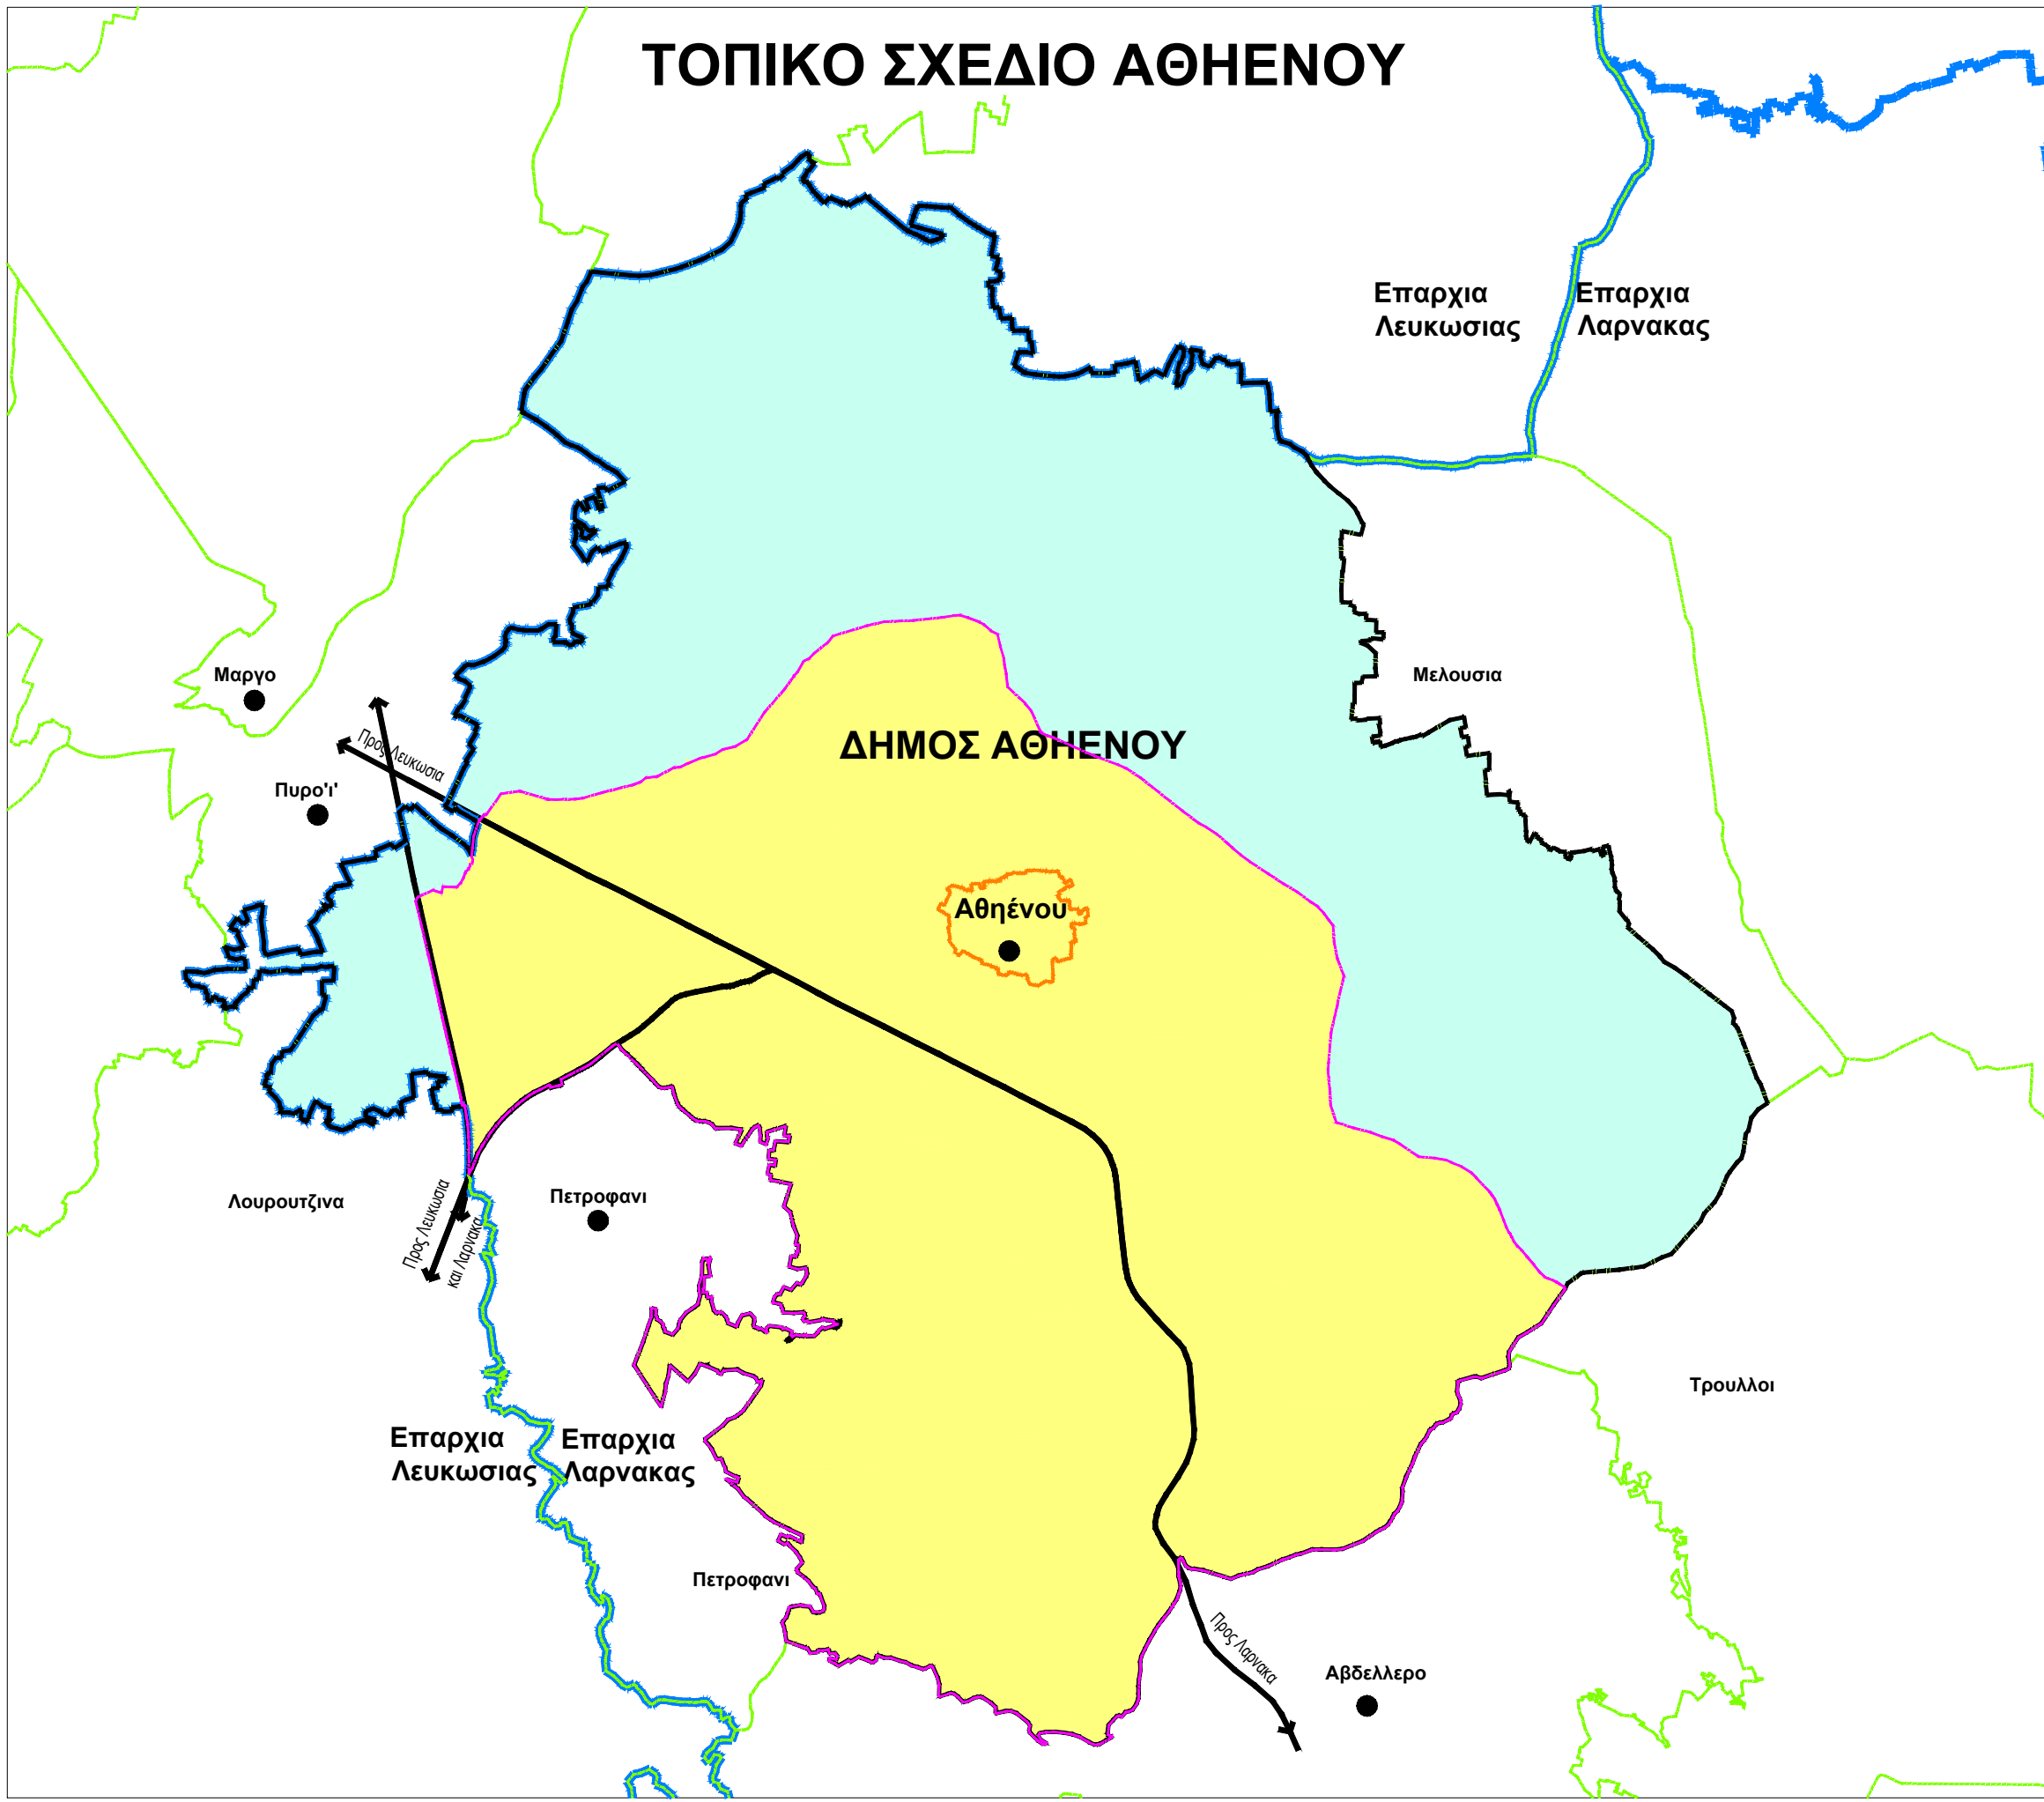 ΤΟΠΙΚΟ ΣΧΕΔΙΟ ΑΘΗΕΝΟΥ
Επαρχια
Λευκωσιας
Επαρχια
Λαρνακας
Μαργο
Μελουσια
Προς Λευκωσια
ΔΗΜΟΣ ΑΘΗΕΝΟΥ
Πυρο'ι'
Αθηένου
Λουρουτζινα
Προς Λευκωσια
και Λαρνακα
Πετροφανι
Τρουλλοι
Επαρχια
Λευκωσιας
Επαρχια
Λαρνακας
Πετροφανι
Προς Λαρνακα
Αβδελλερο